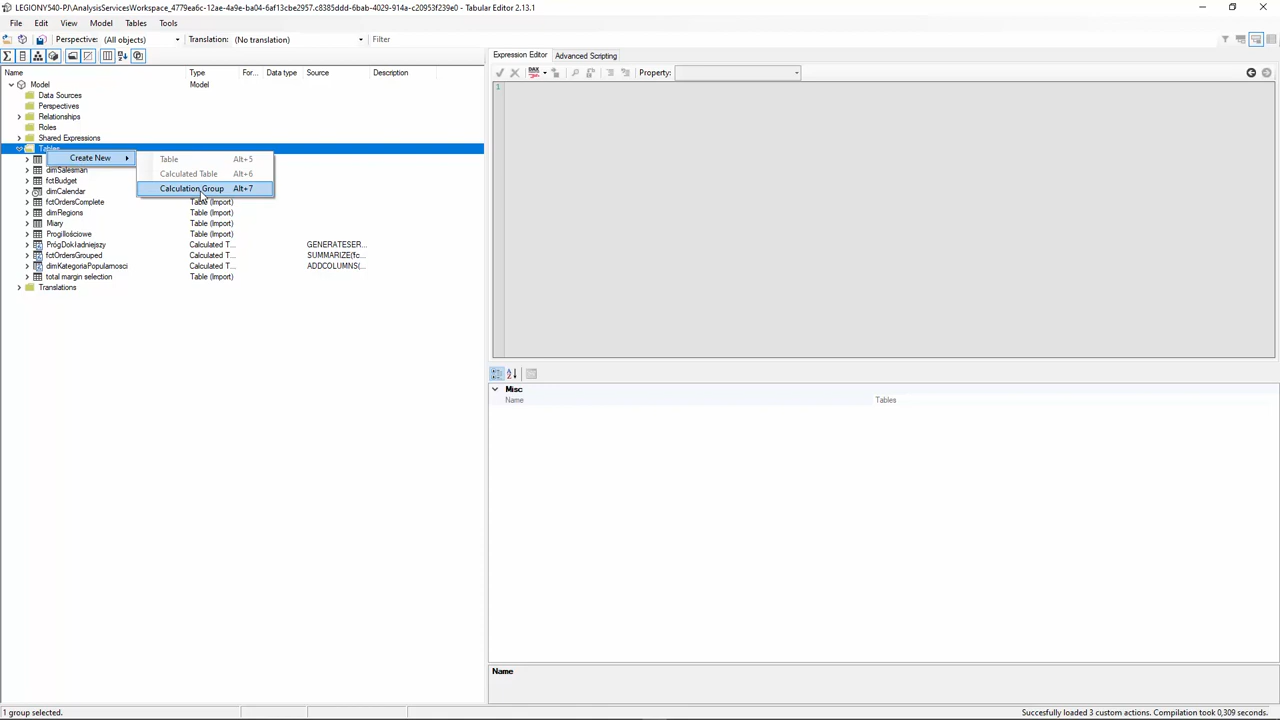 LEGIONY540-PJ\AnalysisServicesWorkspace_4779ea6c-12ae-4a9e-ba04-6af13cbe2957.c8385ddd-6bab-4029-914a-c20953f239e0 - Tabular Editor 2.13.1
File Edit View Model Tables Tools
Perspective: (All objects) Translation: (No translation) Filter
Expression Editor Advanced Scripting
Property:
Name Type For... Data type Source Description
1
Model Model
Data Sources
Perspectives
Relationships
Roles
Shared Expressions
Tables
Create New
Table Alt+5
Calculated Table Alt+6
Calculation Group Alt+7
dimSalesman
fctBudget
dimCalendar
fctOrdersComplete Table (Import)
dimRegions Table (Import)
Miary Table (Import)
ProgiIlościowe Table (Import)
PrógDokładniejszy Calculated T... GENERATESER...
fctOrdersGrouped Calculated T... SUMMARIZE(fc...
dimKategoriaPopularnosci Calculated T... ADDCOLUMNS(...
total margin selection Table (Import)
Translations
Misc
Name Tables
Name
1 group selected.
Succesfully loaded 3 custom actions. Compilation took 0,309 seconds.